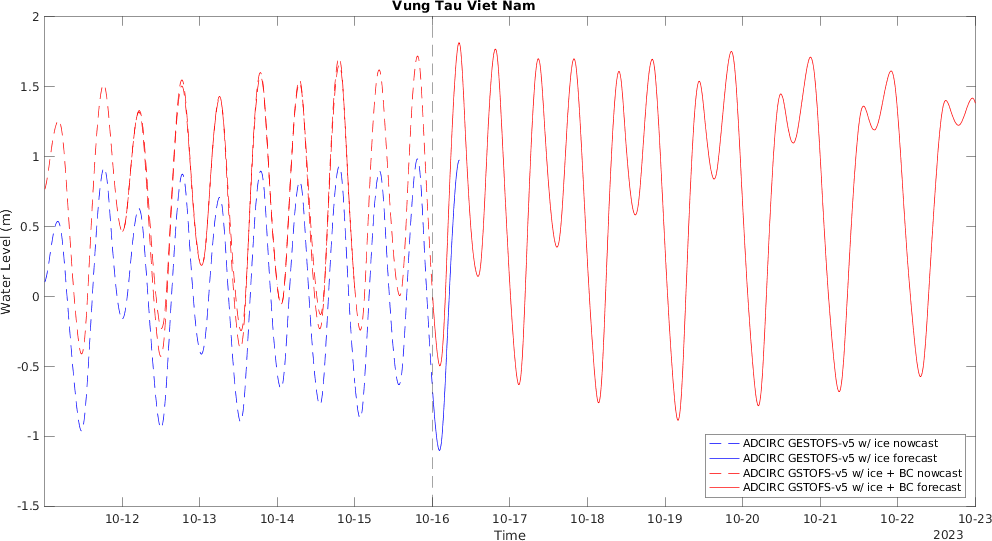 Vung Tau Viet Nam
2
1.5
1
0.5
0
-0.5
-1
-1.5
Water Level (m)
ADCIRC GESTOFS-v5 w/ ice nowcast
ADCIRC GESTOFS-v5 w/ ice forecast
ADCIRC GSTOFS-v5 w/ ice + BC nowcast
ADCIRC GSTOFS-v5 w/ ice + BC forecast
10-12 10-13 10-14 10-15 10-16 10-17 10-18 10-19 10-20 10-21 10-22 10-23
Time
2023